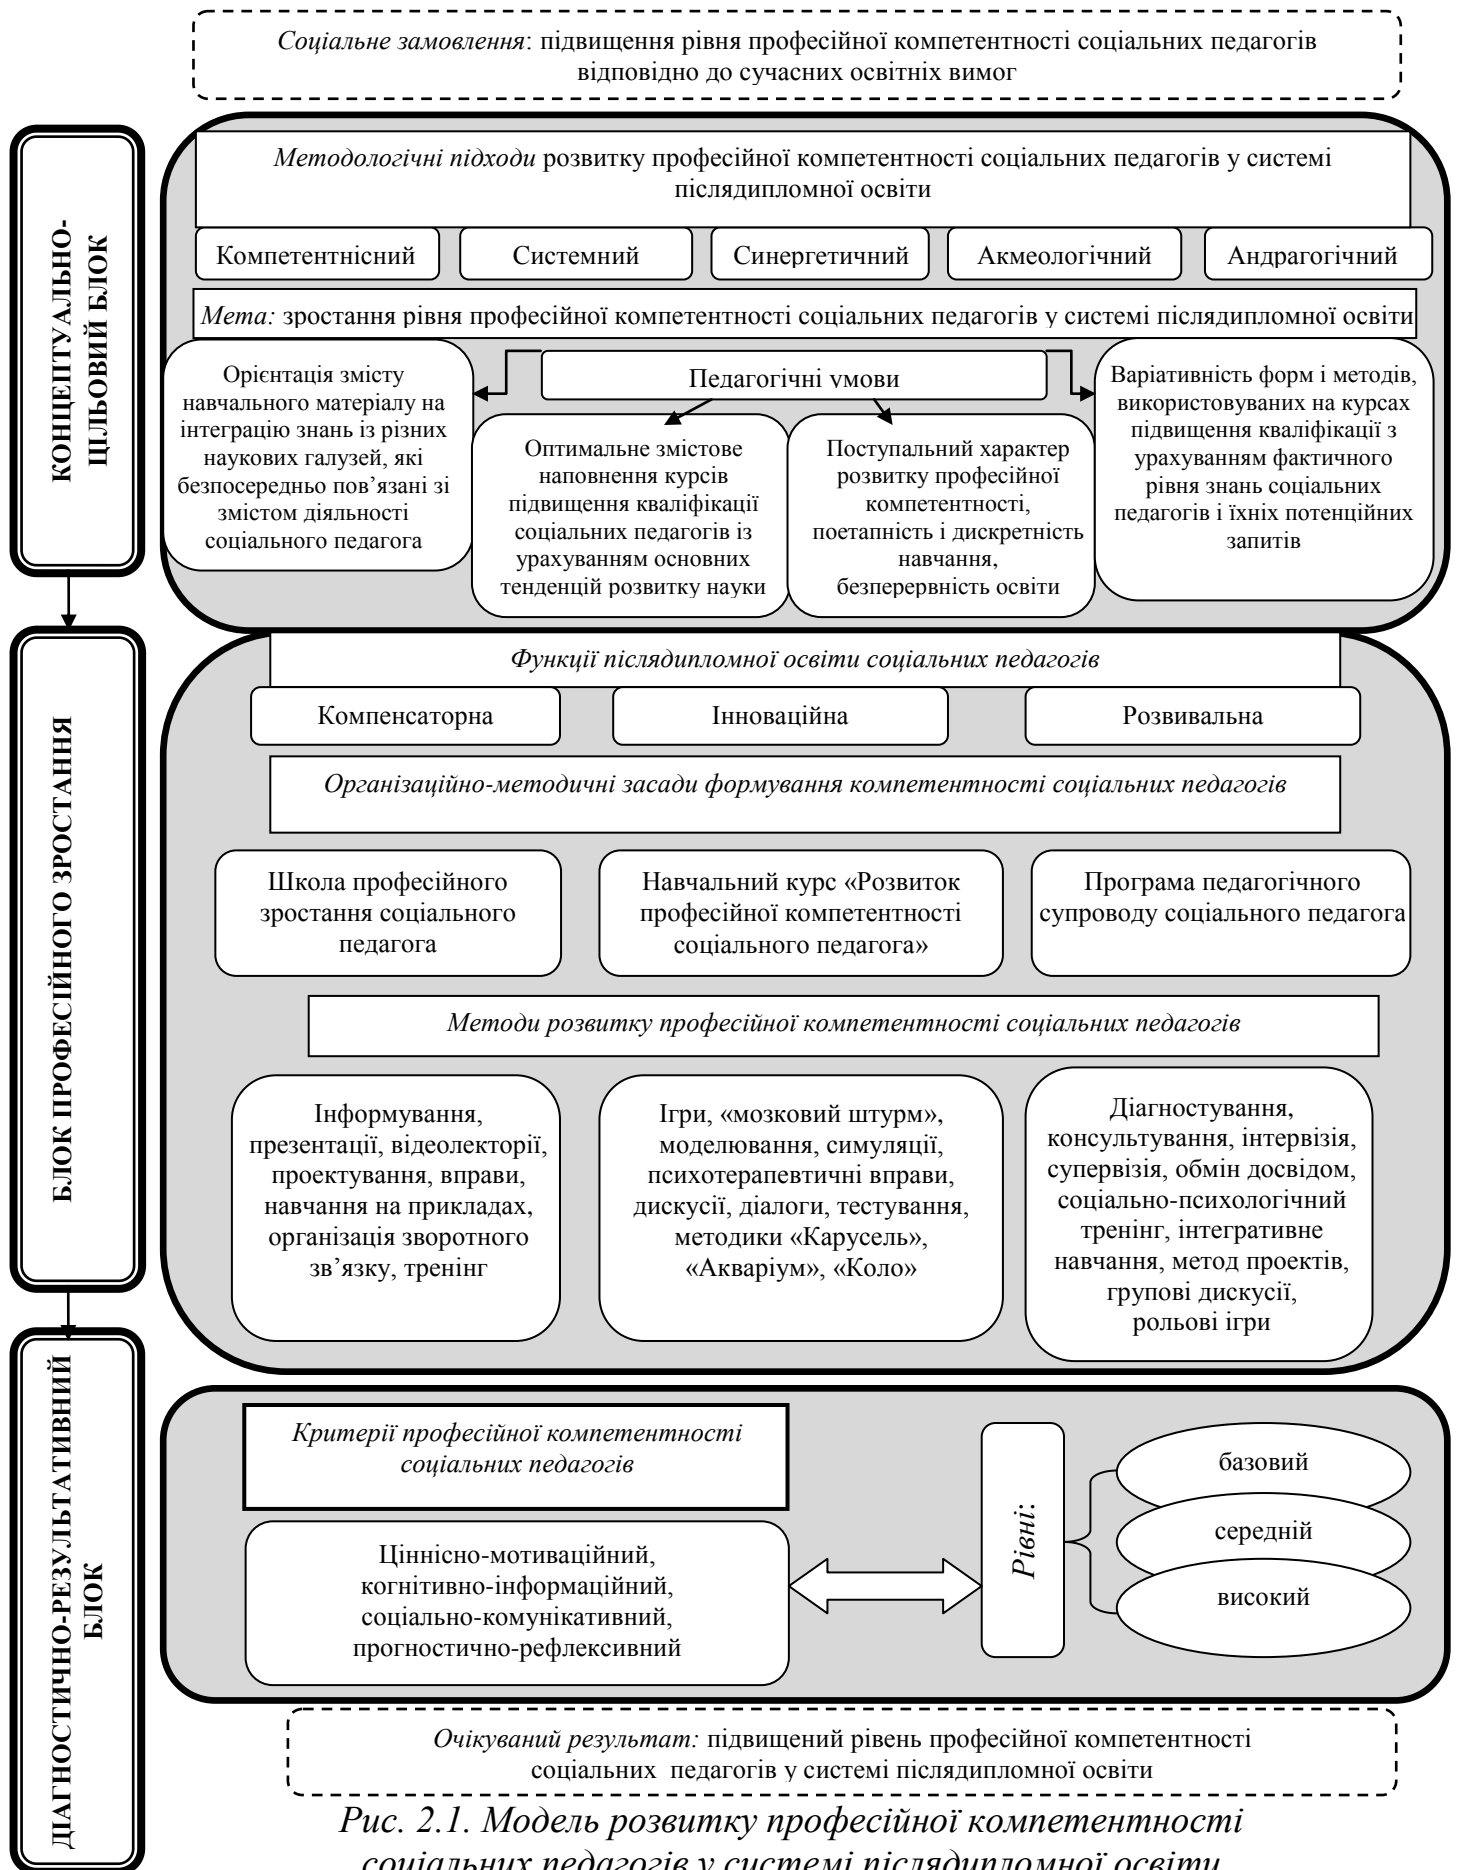 Соціальне замовлення: підвищення рівня професійної компетентності соціальних педагогів
відповідно до сучасних освітніх вимог
КОНЦЕПТУАЛЬНО-
ЦІЛЬОВИЙ БЛОК
Методологічні підходи розвитку професійної компетентності соціальних педагогів у системі
післядипломної освіти
Компетентнісний
Системний
Синергетичний
Акмеологічний
Андрагогічний
Мета: зростання рівня професійної компетентності соціальних педагогів у системі післядипломної освіти
Педагогічні умови
Орієнтація змісту
навчального матеріалу на
інтеграцію знань із різних
наукових галузей, які
безпосередньо пов’язані зі
змістом діяльності
соціального педагога
Оптимальне змістове
наповнення курсів
підвищення кваліфікації
соціальних педагогів із
урахуванням основних
тенденцій розвитку науки
Поступальний характер
розвитку професійної
компетентності,
поетапність і дискретність
навчання,
безперервність освіти
Варіативність форм і методів,
використовуваних на курсах
підвищення кваліфікації з
урахуванням фактичного
рівня знань соціальних
педагогів і їхніх потенційних
запитів
БЛОК ПРОФЕСІЙНОГО ЗРОСТАННЯ
Функції післядипломної освіти соціальних педагогів
Компенсаторна
Інноваційна
Розвивальна
Організаційно-методичні засади формування компетентності соціальних педагогів
Школа професійного
зростання соціального
педагога
Навчальний курс «Розвиток
професійної компетентності
соціального педагога»
Програма педагогічного
супроводу соціального педагога
Методи розвитку професійної компетентності соціальних педагогів
Інформування,
презентації, відеолекторії,
проектування, вправи,
навчання на прикладах,
організація зворотного
зв’язку, тренінг
Ігри, «мозковий штурм»,
моделювання, симуляції,
психотерапевтичні вправи,
дискусії, діалоги, тестування,
методики «Карусель»,
«Акваріум», «Коло»
Діагностування,
консультування, інтервізія,
супервізія, обмін досвідом,
соціально-психологічний
тренінг, інтегративне
навчання, метод проектів,
групові дискусії,
рольові ігри
ДІАГНОСТИЧНО-РЕЗУЛЬТАТИВНИЙ
БЛОК
Критерії професійної компетентності
соціальних педагогів
Ціннісно-мотиваційний,
когнітивно-інформаційний,
соціально-комунікативний,
прогностично-рефлексивний
Рівні:
базовий
середній
високий
Очікуваний результат: підвищений рівень професійної компетентності
соціальних педагогів у системі післядипломної освіти
Рис. 2.1. Модель розвитку професійної компетентності
соціальних педагогів у системі післядипломної освіти